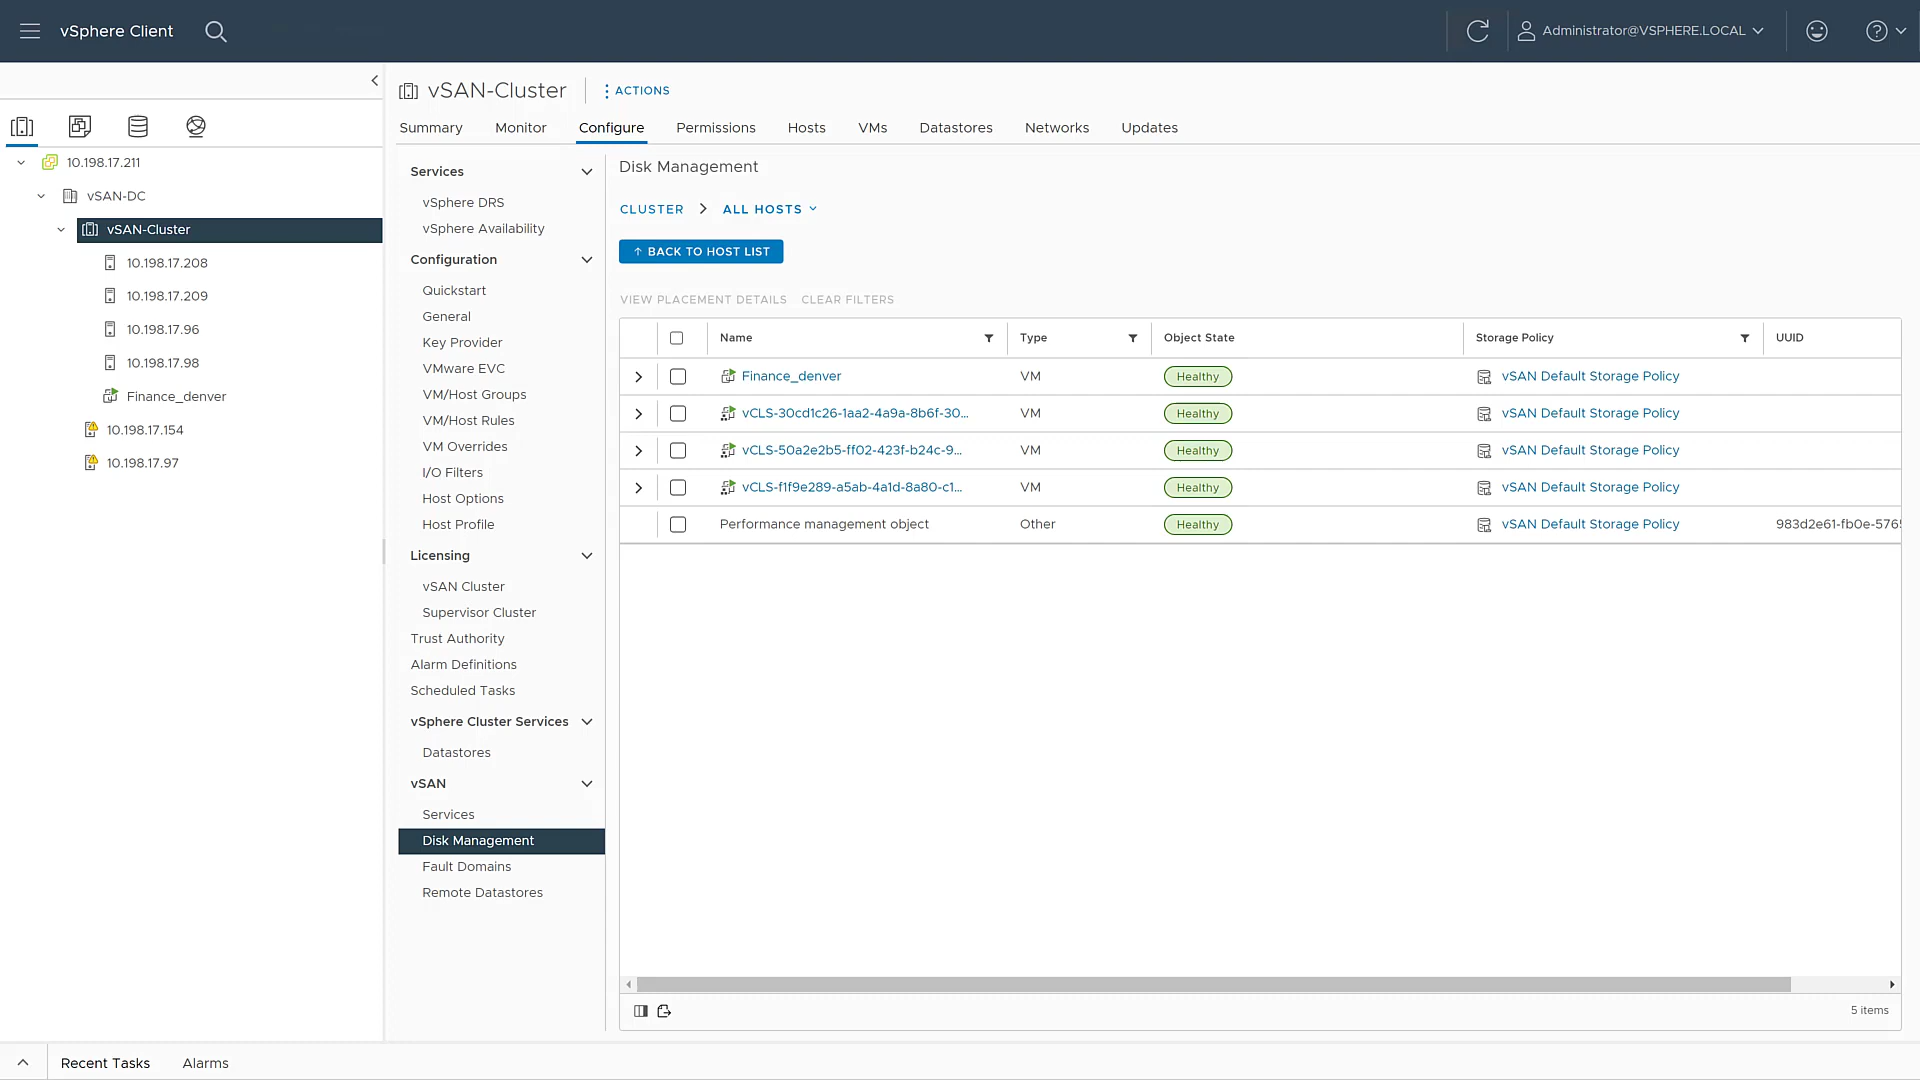 vSphere Client
Administrator@VSPHERE.LOCAL
10.198.17.211
vSAN-DC
vSAN-Cluster
10.198.17.208
10.198.17.209
10.198.17.96
10.198.17.98
Finance_denver
10.198.17.154
10.198.17.97
vSAN-Cluster
ACTIONS
Summary Monitor Configure Permissions Hosts VMs Datastores Networks Updates
Services
vSphere DRS
vSphere Availability
Configuration
Quickstart
General
Key Provider
VMware EVC
VM/Host Groups
VM/Host Rules
VM Overrides
I/O Filters
Host Options
Host Profile
Licensing
vSAN Cluster
Supervisor Cluster
Trust Authority
Alarm Definitions
Scheduled Tasks
vSphere Cluster Services
Datastores
vSAN
Services
Disk Management
Fault Domains
Remote Datastores
Disk Management
CLUSTER > ALL HOSTS
BACK TO HOST LIST
VIEW PLACEMENT DETAILS CLEAR FILTERS
Name Type Object State Storage Policy UUID
Finance_denver VM Healthy vSAN Default Storage Policy
vCLS-30cd1c26-1aa2-4a9a-8b6f-30... VM Healthy vSAN Default Storage Policy
vCLS-50a2e2b5-ff02-423f-b24c-9... VM Healthy vSAN Default Storage Policy
vCLS-f1f9e289-a5ab-4a1d-8a80-c1... VM Healthy vSAN Default Storage Policy
Performance management object Other Healthy vSAN Default Storage Policy 983d2e61-fb0e-576
5 items
Recent Tasks Alarms